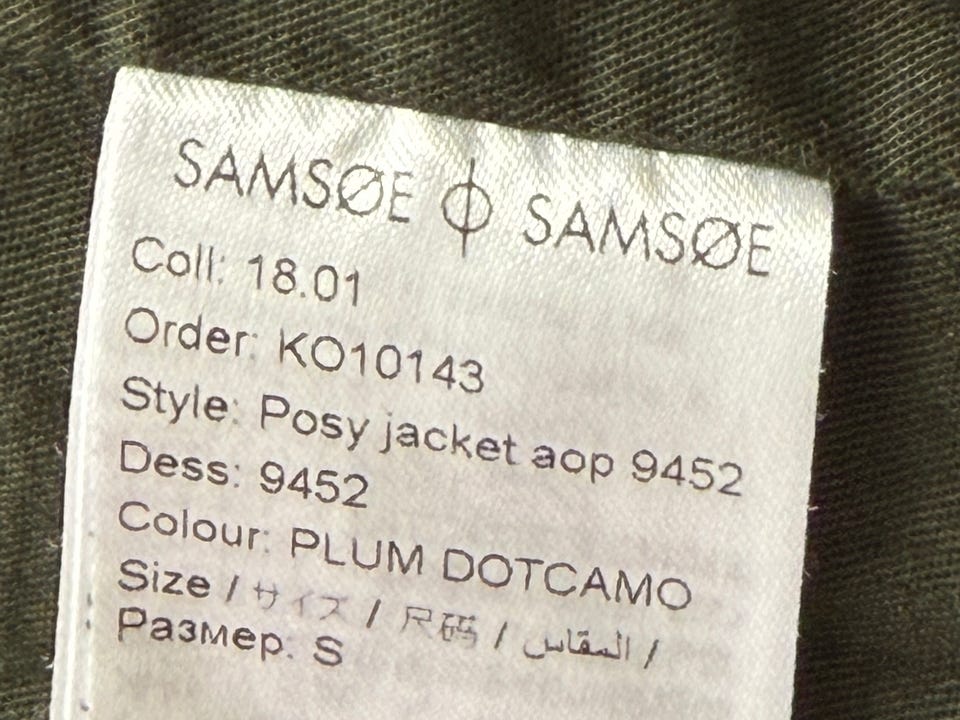 SAMSØE Φ SAMSØE
Coll: 18.01
Order: KO10143
Style: Posy jacket aop 9452
Dess: 9452
Colour: PLUM DOTCAMO
Size / サイズ / 尺码 / المقاس /
Размер: S